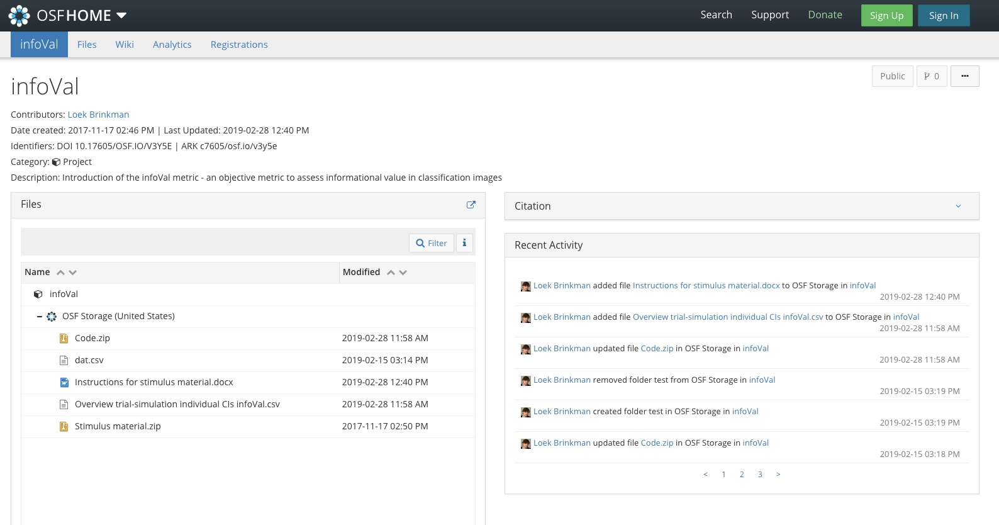 OSFHOME
Search Support Donate Sign Up Sign In
infoVal Files Wiki Analytics Registrations
infoVal
Public 0 ...
Contributors: Loek Brinkman
Date created: 2017-11-17 02:46 PM | Last Updated: 2019-02-28 12:40 PM
Identifiers: DOI 10.17605/OSF.IO/V3Y5E | ARK c7605/osf.io/v3y5e
Category: Project
Description: Introduction of the infoVal metric - an objective metric to assess informational value in classification images
Files
Filter i
Name Modified
infoVal
− OSF Storage (United States)
Code.zip 2019-02-28 11:58 AM
dat.csv 2019-02-15 03:14 PM
Instructions for stimulus material.docx 2019-02-28 12:40 PM
Overview trial-simulation individual CIs infoVal.csv 2019-02-28 11:58 AM
Stimulus material.zip 2017-11-17 02:50 PM
Citation
Recent Activity
Loek Brinkman added file Instructions for stimulus material.docx to OSF Storage in infoVal
2019-02-28 12:40 PM
Loek Brinkman added file Overview trial-simulation individual CIs infoVal.csv to OSF Storage in infoVal
2019-02-28 11:58 AM
Loek Brinkman updated file Code.zip in OSF Storage in infoVal
2019-02-28 11:58 AM
Loek Brinkman removed folder test from OSF Storage in infoVal
2019-02-15 03:19 PM
Loek Brinkman created folder test in OSF Storage in infoVal
2019-02-15 03:19 PM
Loek Brinkman updated file Code.zip in OSF Storage in infoVal
2019-02-15 03:18 PM
< 1 2 3 >